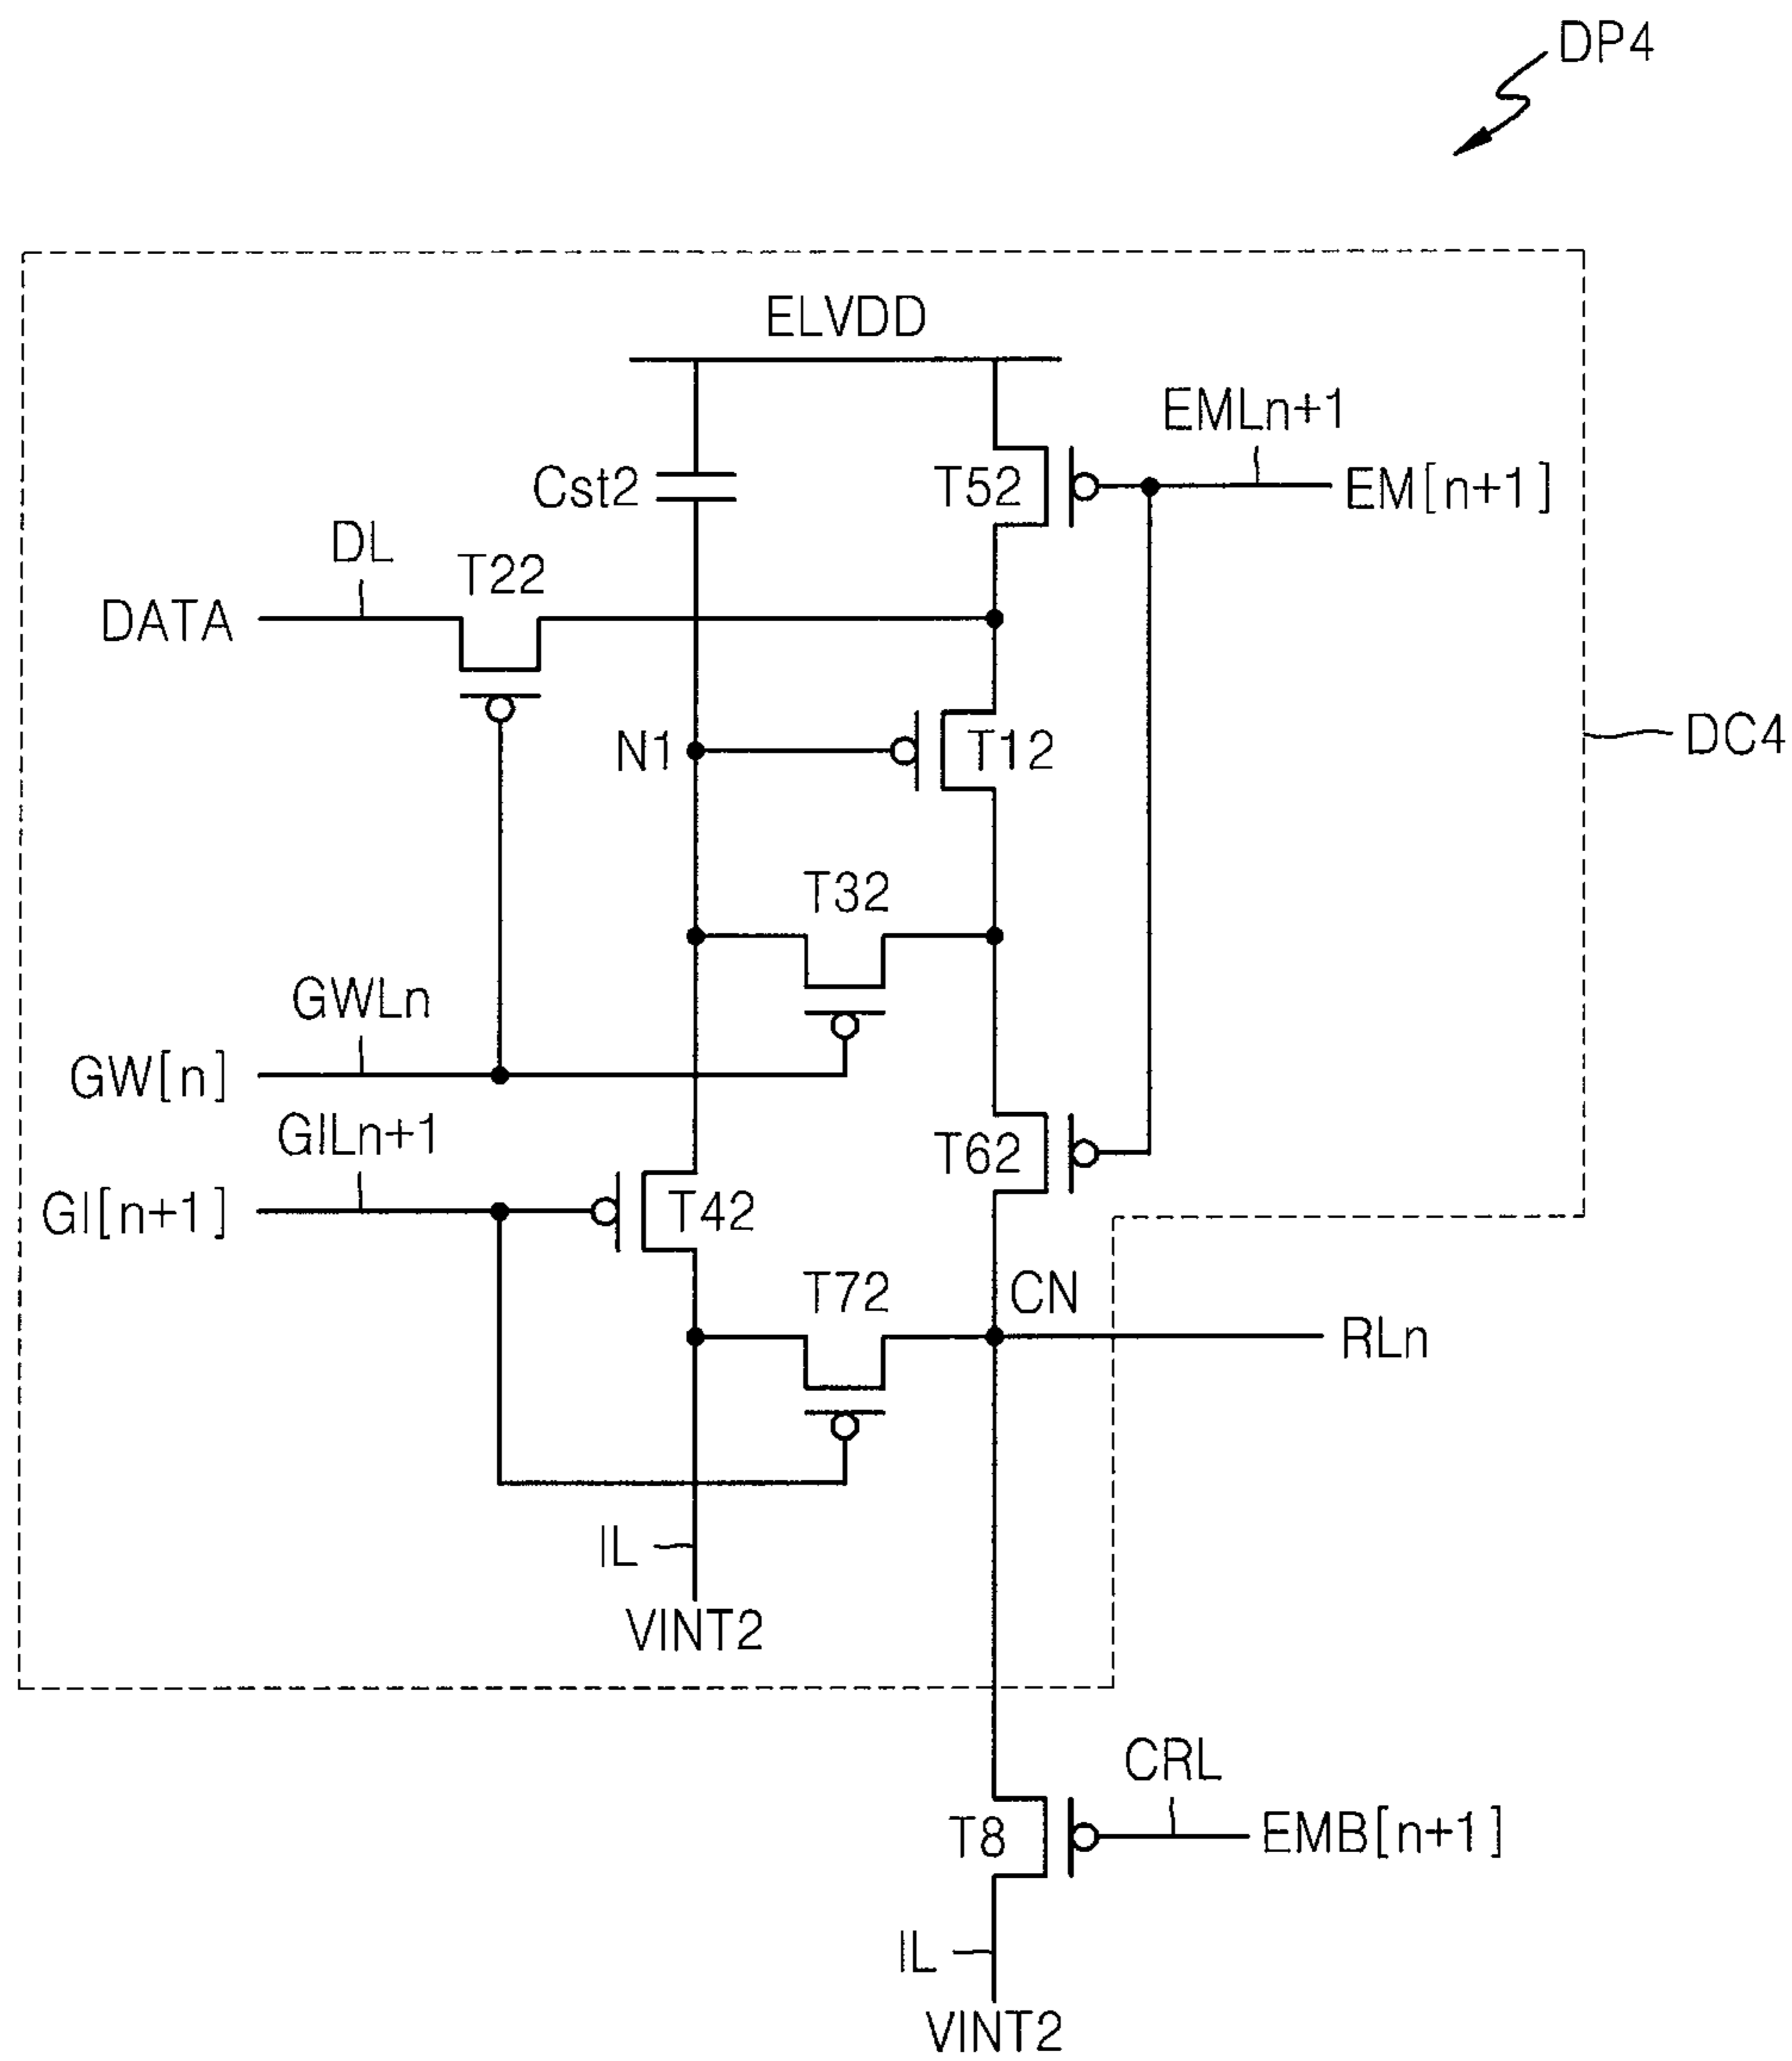 DP4
ELVDD
EMLn+1
Cst2
T52
EM[n+1]
DL
T22
DATA
N1
T12
DC4
T32
GWLn
GW[n]
GILn+1
T62
GI[n+1]
T42
T72
CN
RLn
IL
VINT2
CRL
T8
EMB[n+1]
IL
VINT2